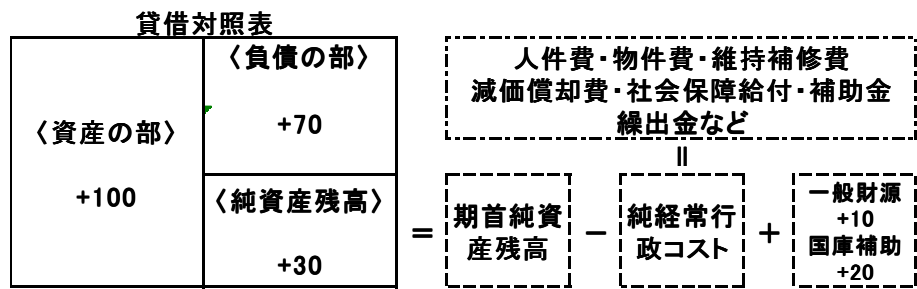 貸借対照表
〈資産の部〉
+100
〈負債の部〉
+70
〈純資産残高〉
+30
=
期首純資
産残高
−
純経常行
政コスト
+
一般財源
+10
国庫補助
+20
人件費・物件費・維持補修費
減価償却費・社会保障給付・補助金
繰出金など
=